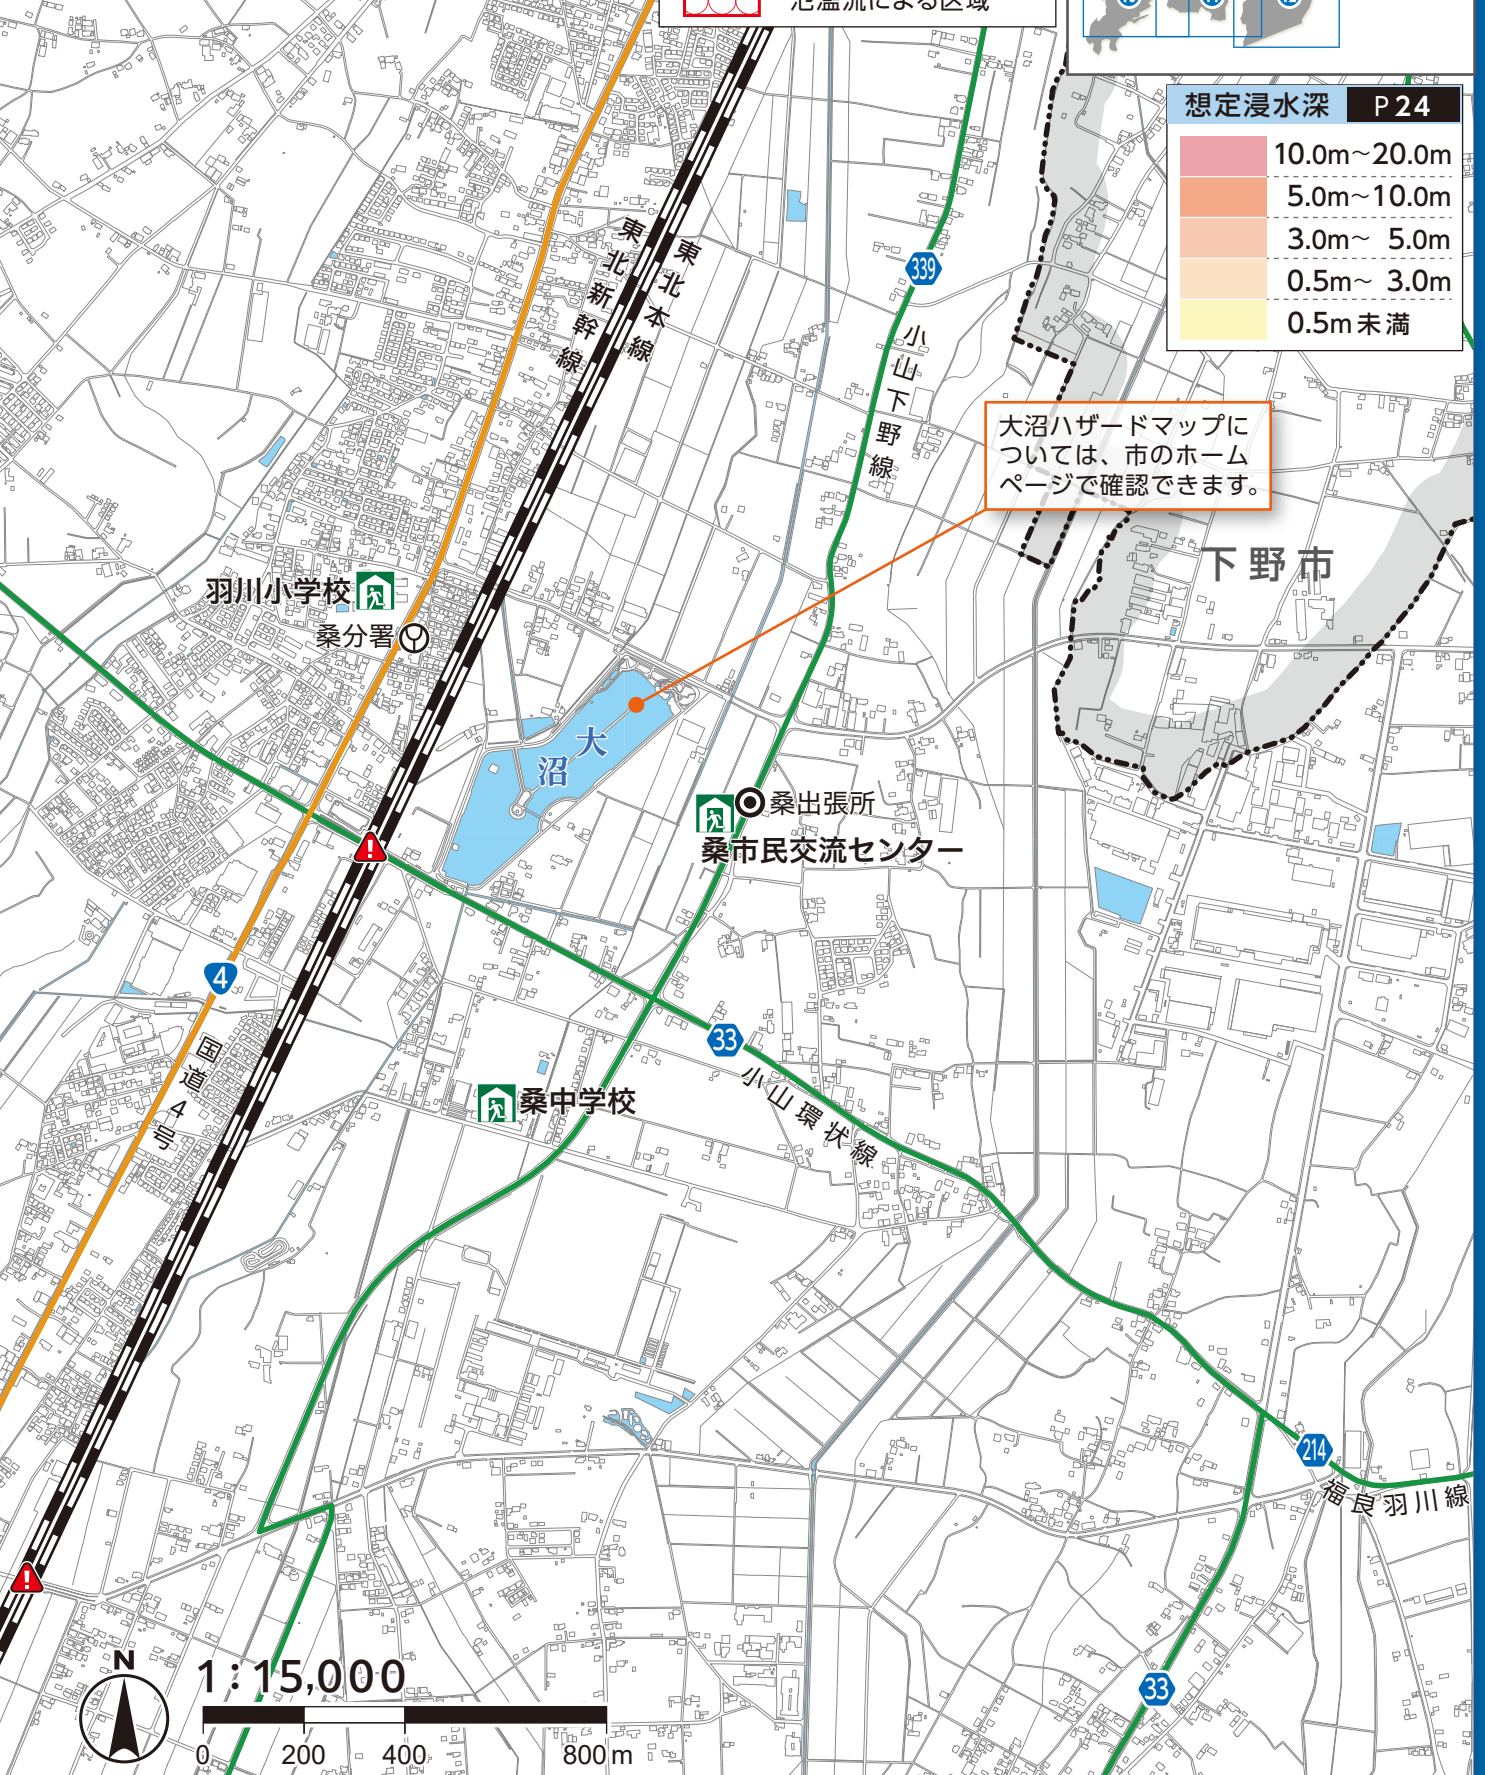 氾濫流による区域
想定浸水深 P24
10.0m～20.0m
5.0m～10.0m
3.0m～ 5.0m
0.5m～ 3.0m
0.5m未満
東北新幹線
東北本線
339
小山下野線
大沼ハザードマップに
ついては、市のホーム
ページで確認できます。
下野市
羽川小学校
桑分署
大沼
桑出張所
桑市民交流センター
4
国道4号
33
小山環状線
桑中学校
214
福良羽川線
33
N
1:15,000
0 200 400 800m